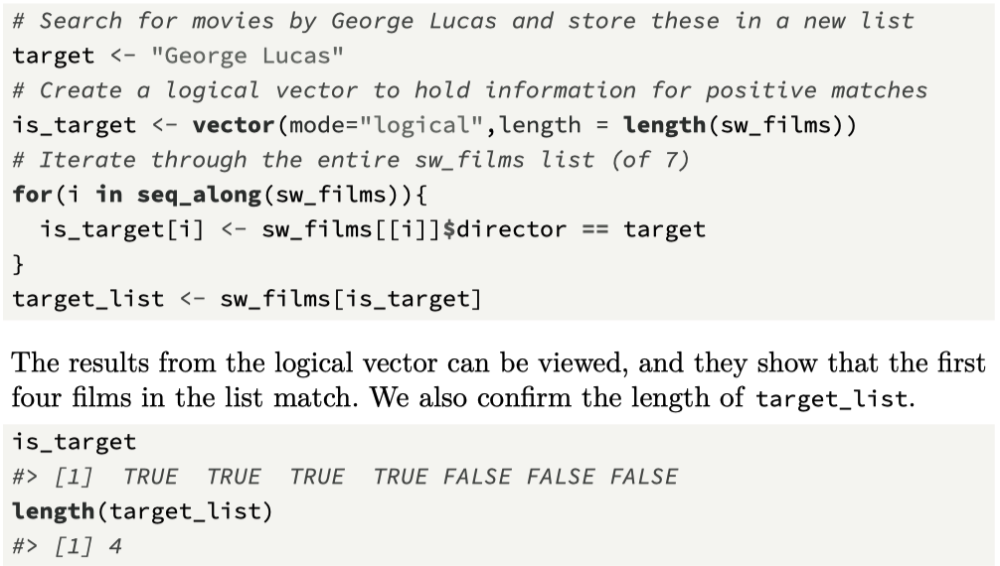 # Search for movies by George Lucas and store these in a new list
target <- "George Lucas"
# Create a logical vector to hold information for positive matches
is_target <- vector(mode="logical",length = length(sw_films))
# Iterate through the entire sw_films list (of 7)
for(i in seq_along(sw_films)){
  is_target[i] <- sw_films[[i]]$director == target
}
target_list <- sw_films[is_target]
The results from the logical vector can be viewed, and they show that the first
four films in the list match. We also confirm the length of target_list.
is_target
#> [1]  TRUE  TRUE  TRUE  TRUE FALSE FALSE FALSE
length(target_list)
#> [1] 4